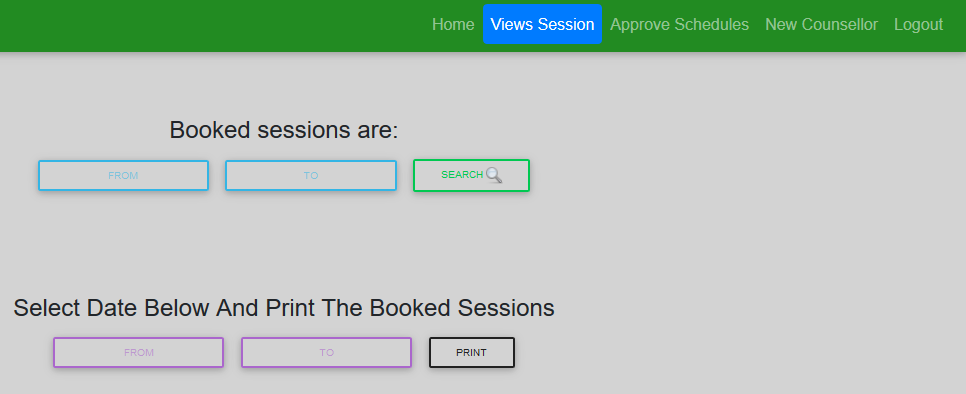 Home Views Session Approve Schedules New Counsellor Logout
Booked sessions are:
FROM TO SEARCH
Select Date Below And Print The Booked Sessions
FROM TO PRINT